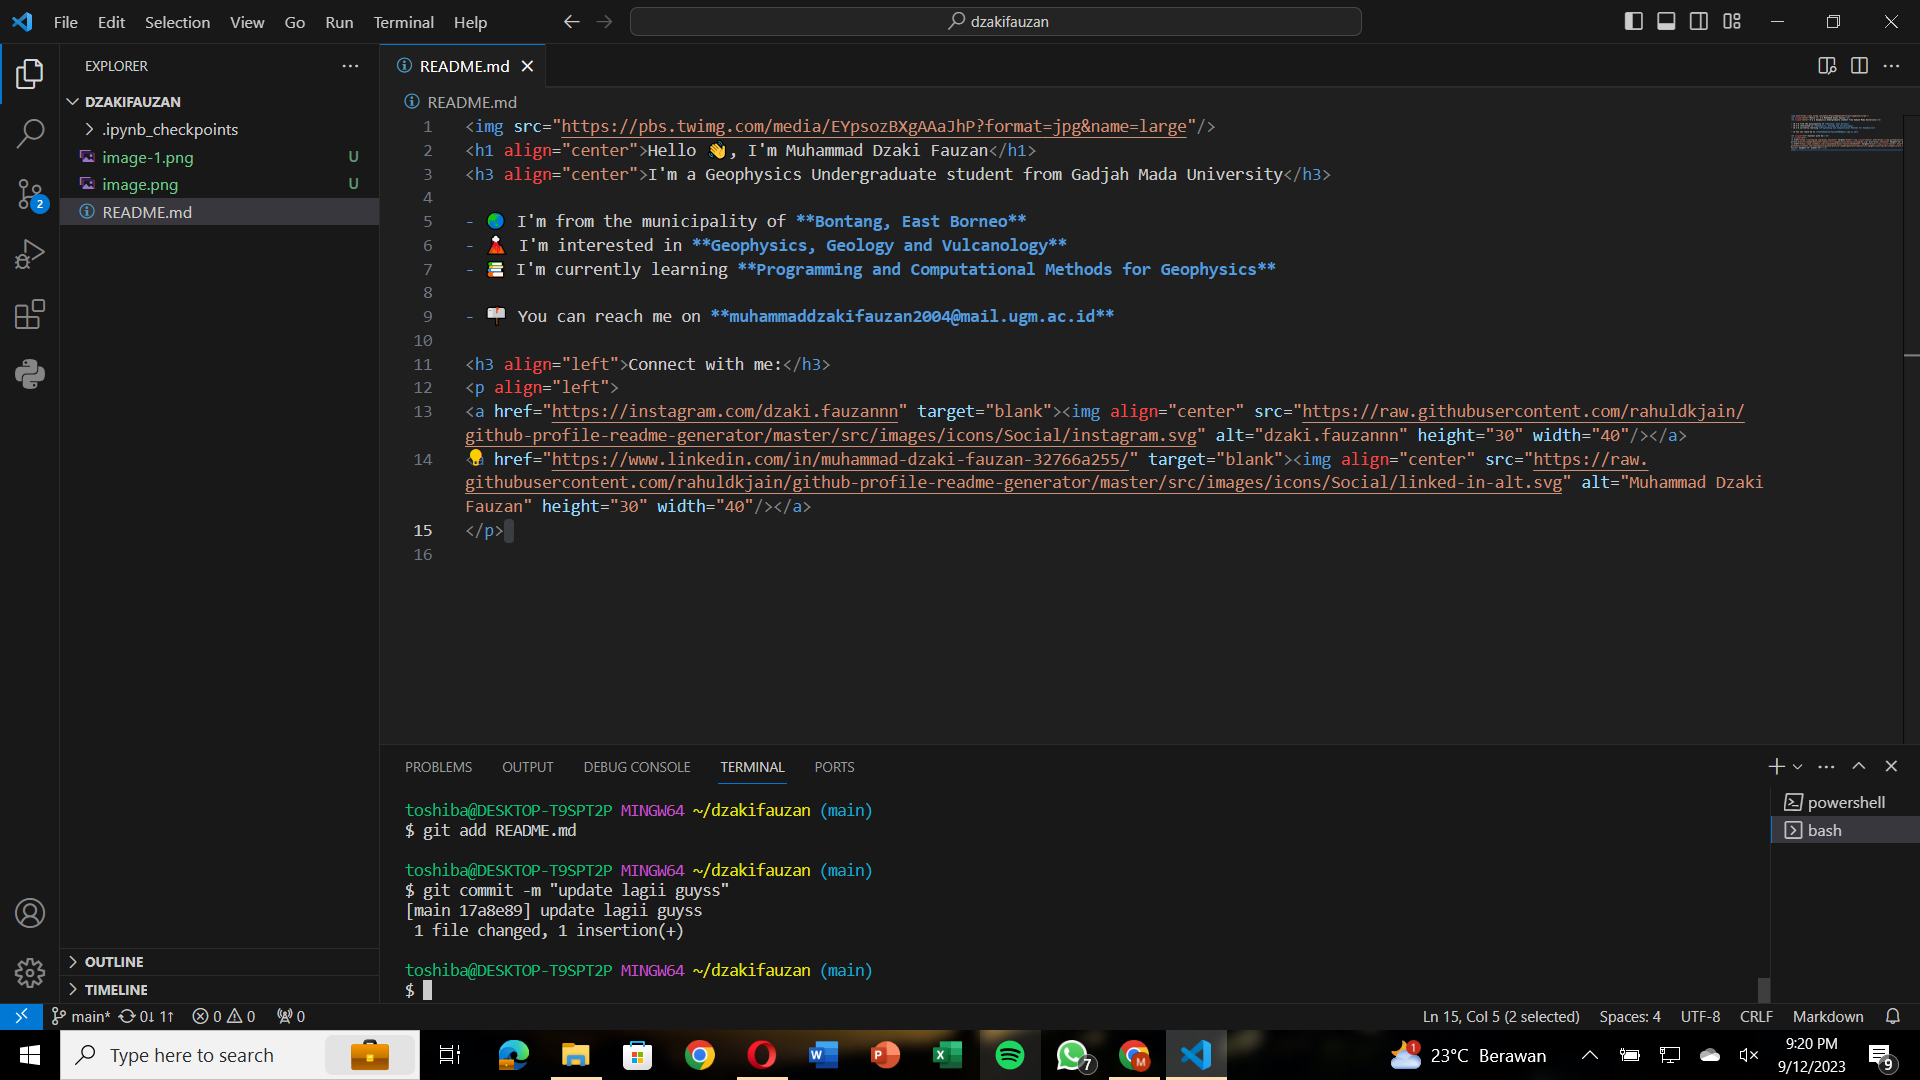 File Edit Selection View Go Run Terminal Help
dzakifauzan
EXPLORER
DZAKIFAUZAN
.ipynb_checkpoints
image-1.png U
image.png U
README.md
2
README.md
README.md
1 <img src="https://pbs.twimg.com/media/EYpsozBXgAAaJhP?format=jpg&name=large"/>
2 <h1 align="center">Hello 👋, I'm Muhammad Dzaki Fauzan</h1>
3 <h3 align="center">I'm a Geophysics Undergraduate student from Gadjah Mada University</h3>
4
5 - 🌏 I'm from the municipality of **Bontang, East Borneo**
6 - 🌋 I'm interested in **Geophysics, Geology and Vulcanology**
7 - 📚 I'm currently learning **Programming and Computational Methods for Geophysics**
8
9 - 📫 You can reach me on **muhammaddzakifauzan2004@mail.ugm.ac.id**
10
11 <h3 align="left">Connect with me:</h3>
12 <p align="left">
13 <a href="https://instagram.com/dzaki.fauzannn" target="blank"><img align="center" src="https://raw.githubusercontent.com/rahuldkjain/
github-profile-readme-generator/master/src/images/icons/Social/instagram.svg" alt="dzaki.fauzannn" height="30" width="40"/></a>
14 <a href="https://www.linkedin.com/in/muhammad-dzaki-fauzan-32766a255/" target="blank"><img align="center" src="https://raw.
githubusercontent.com/rahuldkjain/github-profile-readme-generator/master/src/images/icons/Social/linked-in-alt.svg" alt="Muhammad Dzaki
Fauzan" height="30" width="40"/></a>
15 </p>
16
PROBLEMS OUTPUT DEBUG CONSOLE TERMINAL PORTS
toshiba@DESKTOP-T9SPT2P MINGW64 ~/dzakifauzan (main)
$ git add README.md
toshiba@DESKTOP-T9SPT2P MINGW64 ~/dzakifauzan (main)
$ git commit -m "update lagii guyss"
[main 17a8e89] update lagii guyss
1 file changed, 1 insertion(+)
toshiba@DESKTOP-T9SPT2P MINGW64 ~/dzakifauzan (main)
$
powershell
bash
OUTLINE
TIMELINE
main* 0↓ 1↑ 0 0 0
Ln 15, Col 5 (2 selected) Spaces: 4 UTF-8 CRLF Markdown
Type here to search
7
M
1
23°C Berawan
9:20 PM
9/12/2023
9